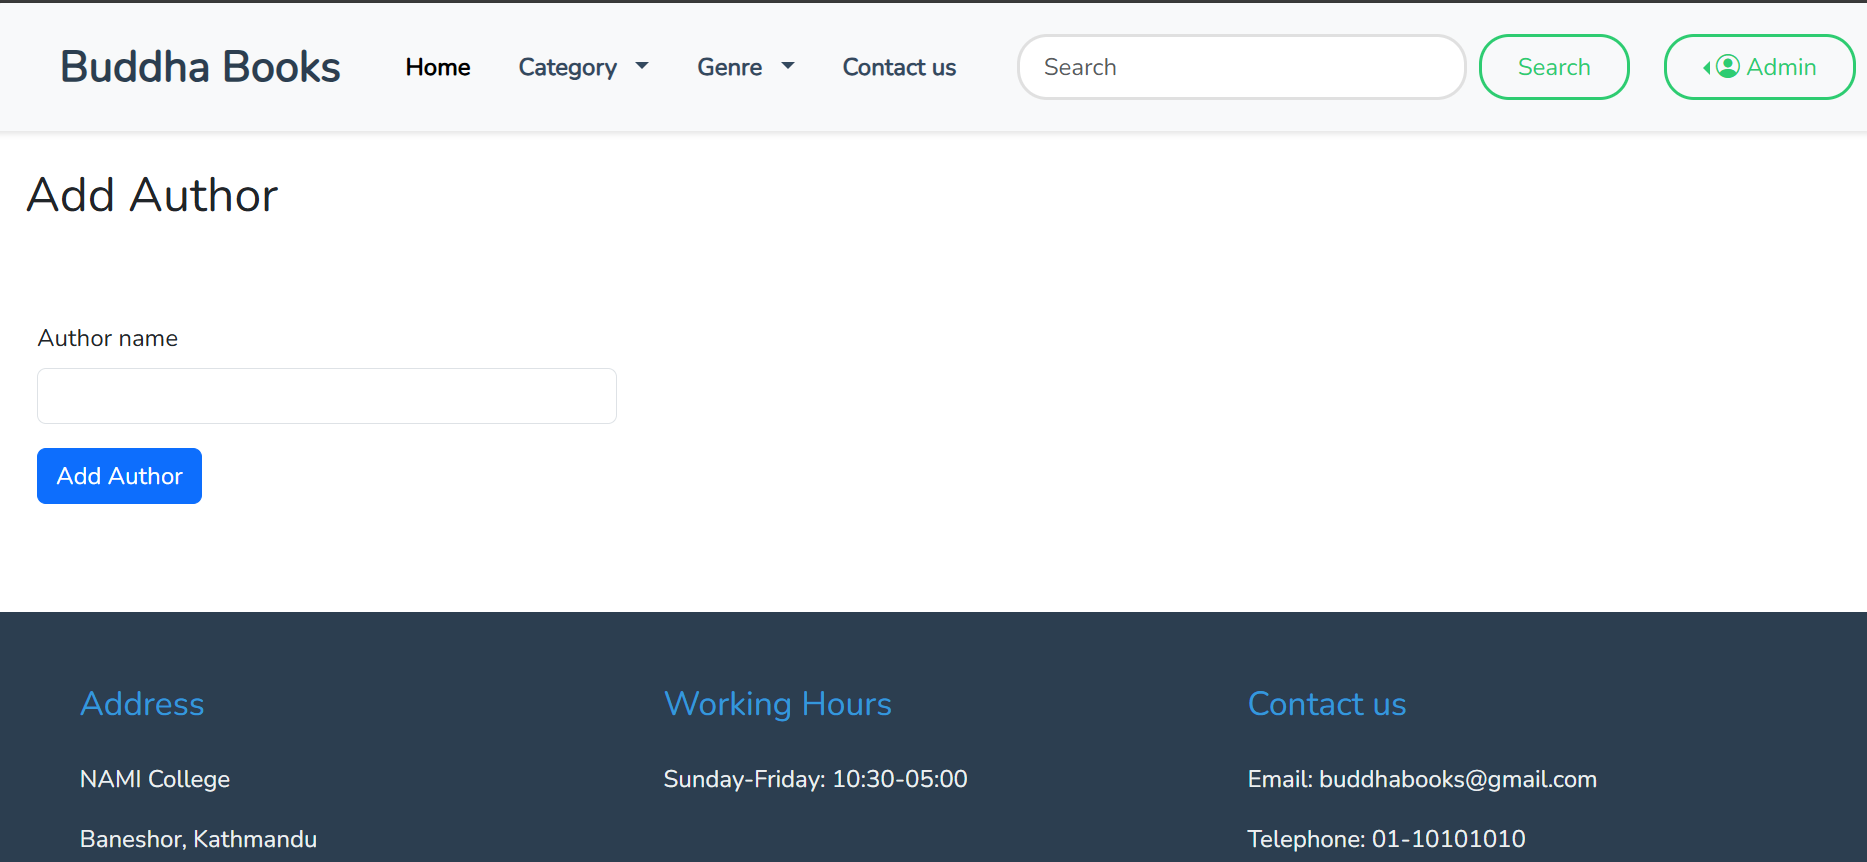 Buddha Books Home Category Genre Contact us Search Search Admin
Add Author
Author name
Add Author
Address Working Hours Contact us
NAMI College Sunday-Friday: 10:30-05:00 Email: buddhabooks@gmail.com
Baneshor, Kathmandu Telephone: 01-10101010